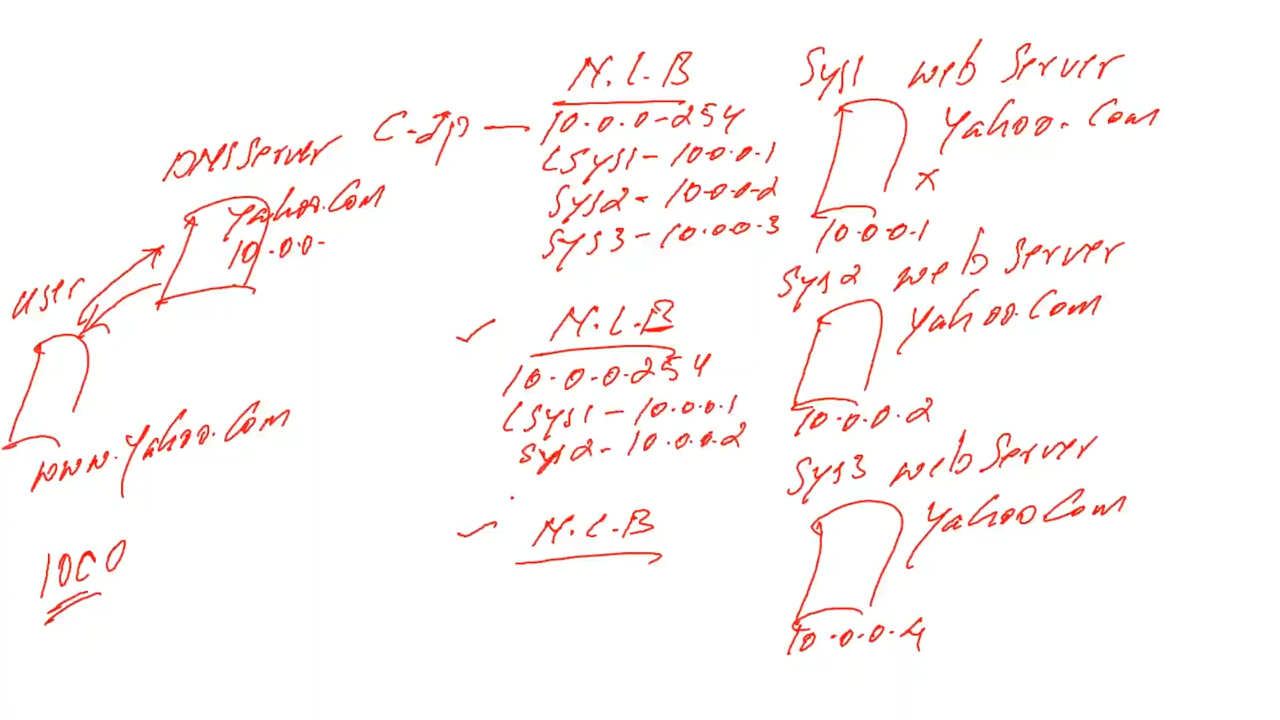 N.L.B
C-Ip - 10.0.0.254
(Sys1 - 10.0.0.1
Sys2 - 10.0.0.2
Sys3 - 10.0.0.3
DNS Server
Yahoo.Com
10.0.0-
User
www.Yahoo.Com
1000
N.L.B
10.0.0.254
(Sys1 - 10.0.0.1
Sys2 - 10.0.0.2
N.L.B
Sys1 web Server
Yahoo.Com
x
10.0.0.1
Sys2 web Server
Yahoo.Com
10.0.0.2
Sys3 web Server
Yahoo Com
10.0.0.4